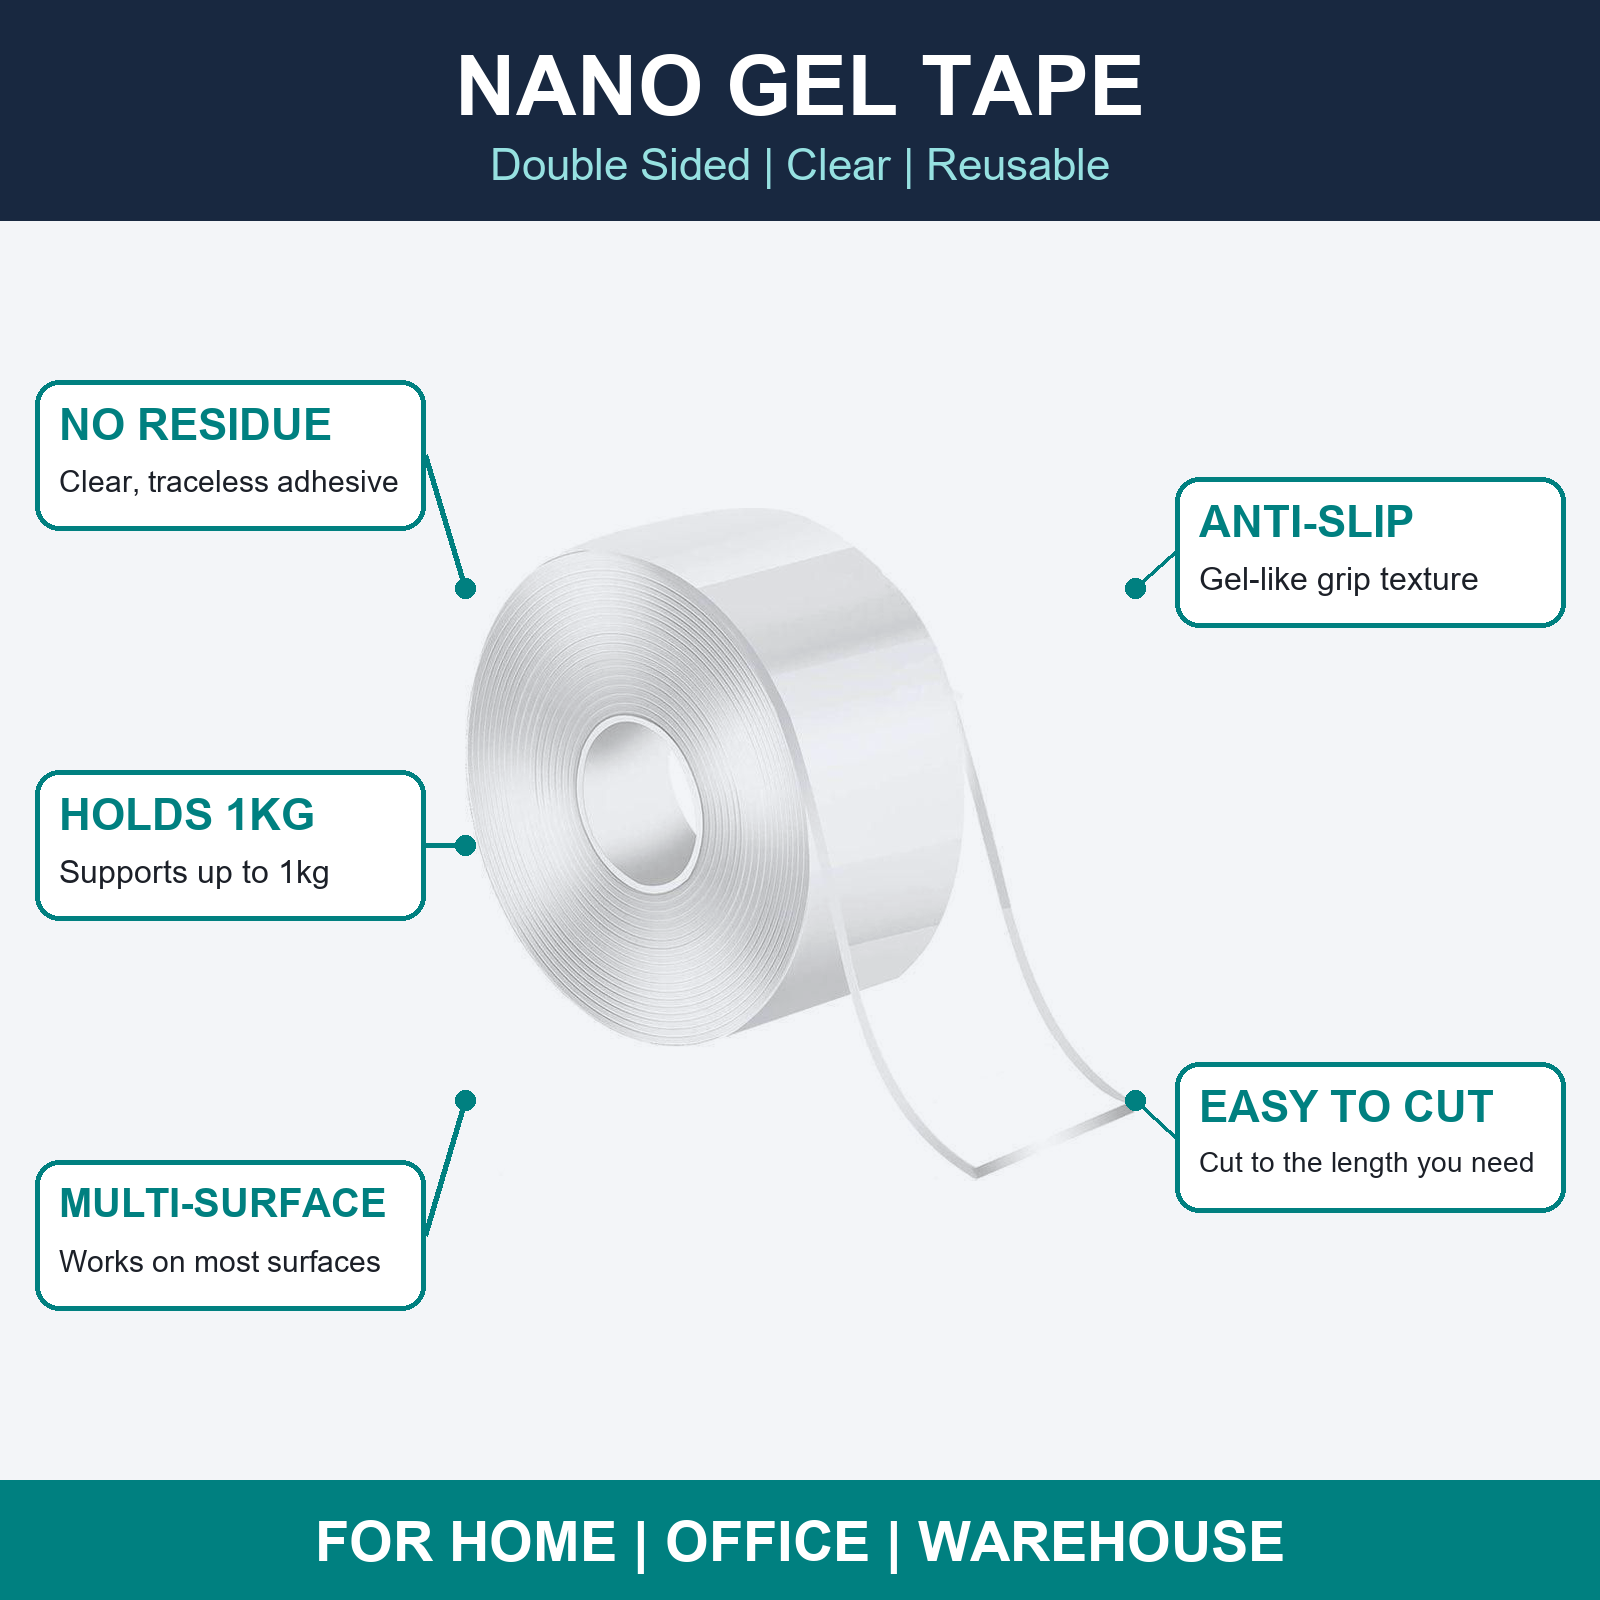 NANO GEL TAPE
Double Sided | Clear | Reusable
NO RESIDUE
Clear, traceless adhesive
ANTI-SLIP
Gel-like grip texture
HOLDS 1KG
Supports up to 1kg
EASY TO CUT
Cut to the length you need
MULTI-SURFACE
Works on most surfaces
FOR HOME | OFFICE | WAREHOUSE